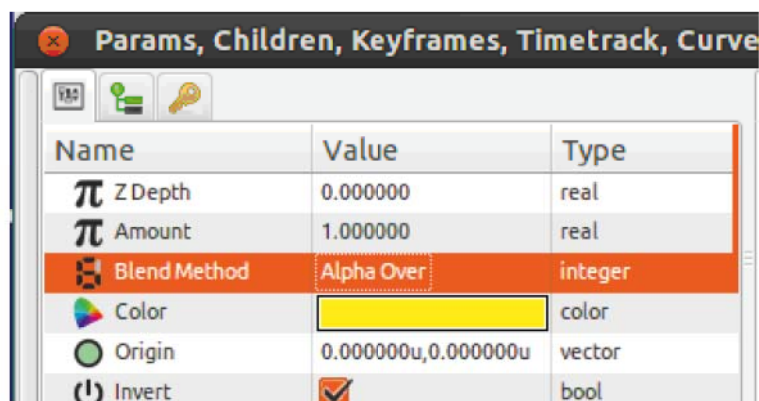 Params, Children, Keyframes, Timetrack, Curve
Name Value Type
Z Depth 0.000000 real
Amount 1.000000 real
Blend Method Alpha Over integer
Color color
Origin 0.000000u,0.000000u vector
Invert bool